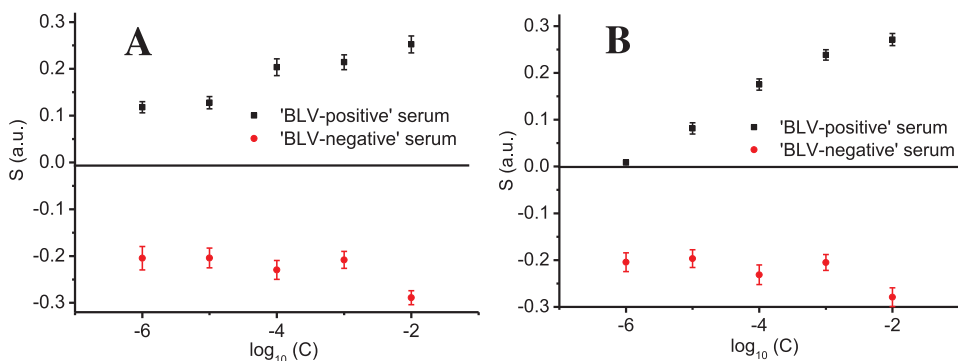 A
0.3
0.2
0.1
0.0
-0.1
-0.2
-0.3
S (a.u.)
'BLV-positive' serum
'BLV-negative' serum
-6
-4
-2
log10 (C)
B
0.3
0.2
0.1
0.0
-0.1
-0.2
-0.3
S (a.u.)
'BLV-positive' serum
'BLV-negative' serum
-6
-4
-2
log10 (C)